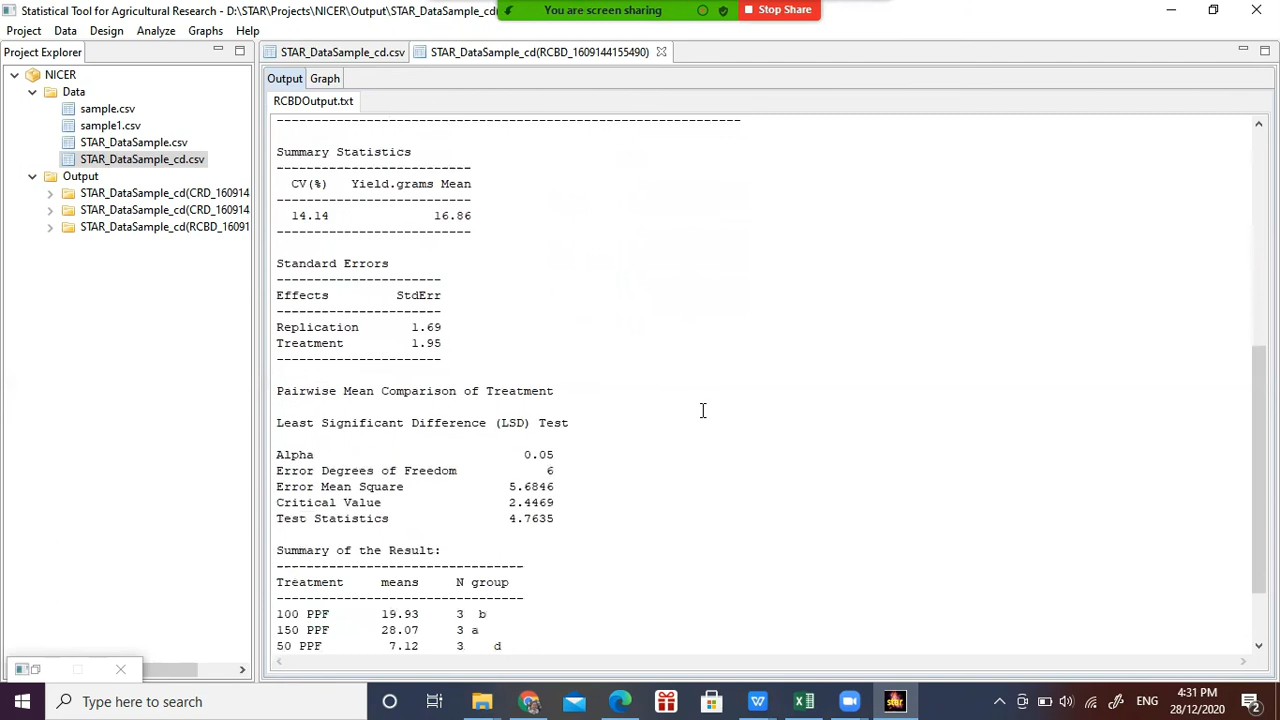 Statistical Tool for Agricultural Research - D:\STAR\Projects\NICER\Output\STAR_DataSample_cd(
You are screen sharing
Stop Share
Project Data Design Analyze Graphs Help
Project Explorer
STAR_DataSample_cd.csv
STAR_DataSample_cd(RCBD_1609144155490)
NICER
Data
sample.csv
sample1.csv
STAR_DataSample.csv
STAR_DataSample_cd.csv
Output
STAR_DataSample_cd(CRD_160914
STAR_DataSample_cd(CRD_160914
STAR_DataSample_cd(RCBD_16091
Output Graph
RCBDOutput.txt
Summary Statistics
CV(%) Yield.grams Mean
14.14 16.86
Standard Errors
Effects StdErr
Replication 1.69
Treatment 1.95
Pairwise Mean Comparison of Treatment
Least Significant Difference (LSD) Test
Alpha 0.05
Error Degrees of Freedom 6
Error Mean Square 5.6846
Critical Value 2.4469
Test Statistics 4.7635
Summary of the Result:
Treatment means N group
100 PPF 19.93 3 b
150 PPF 28.07 3 a
50 PPF 7.12 3 d
Type here to search
star
ENG
4:31 PM
28/12/2020
2